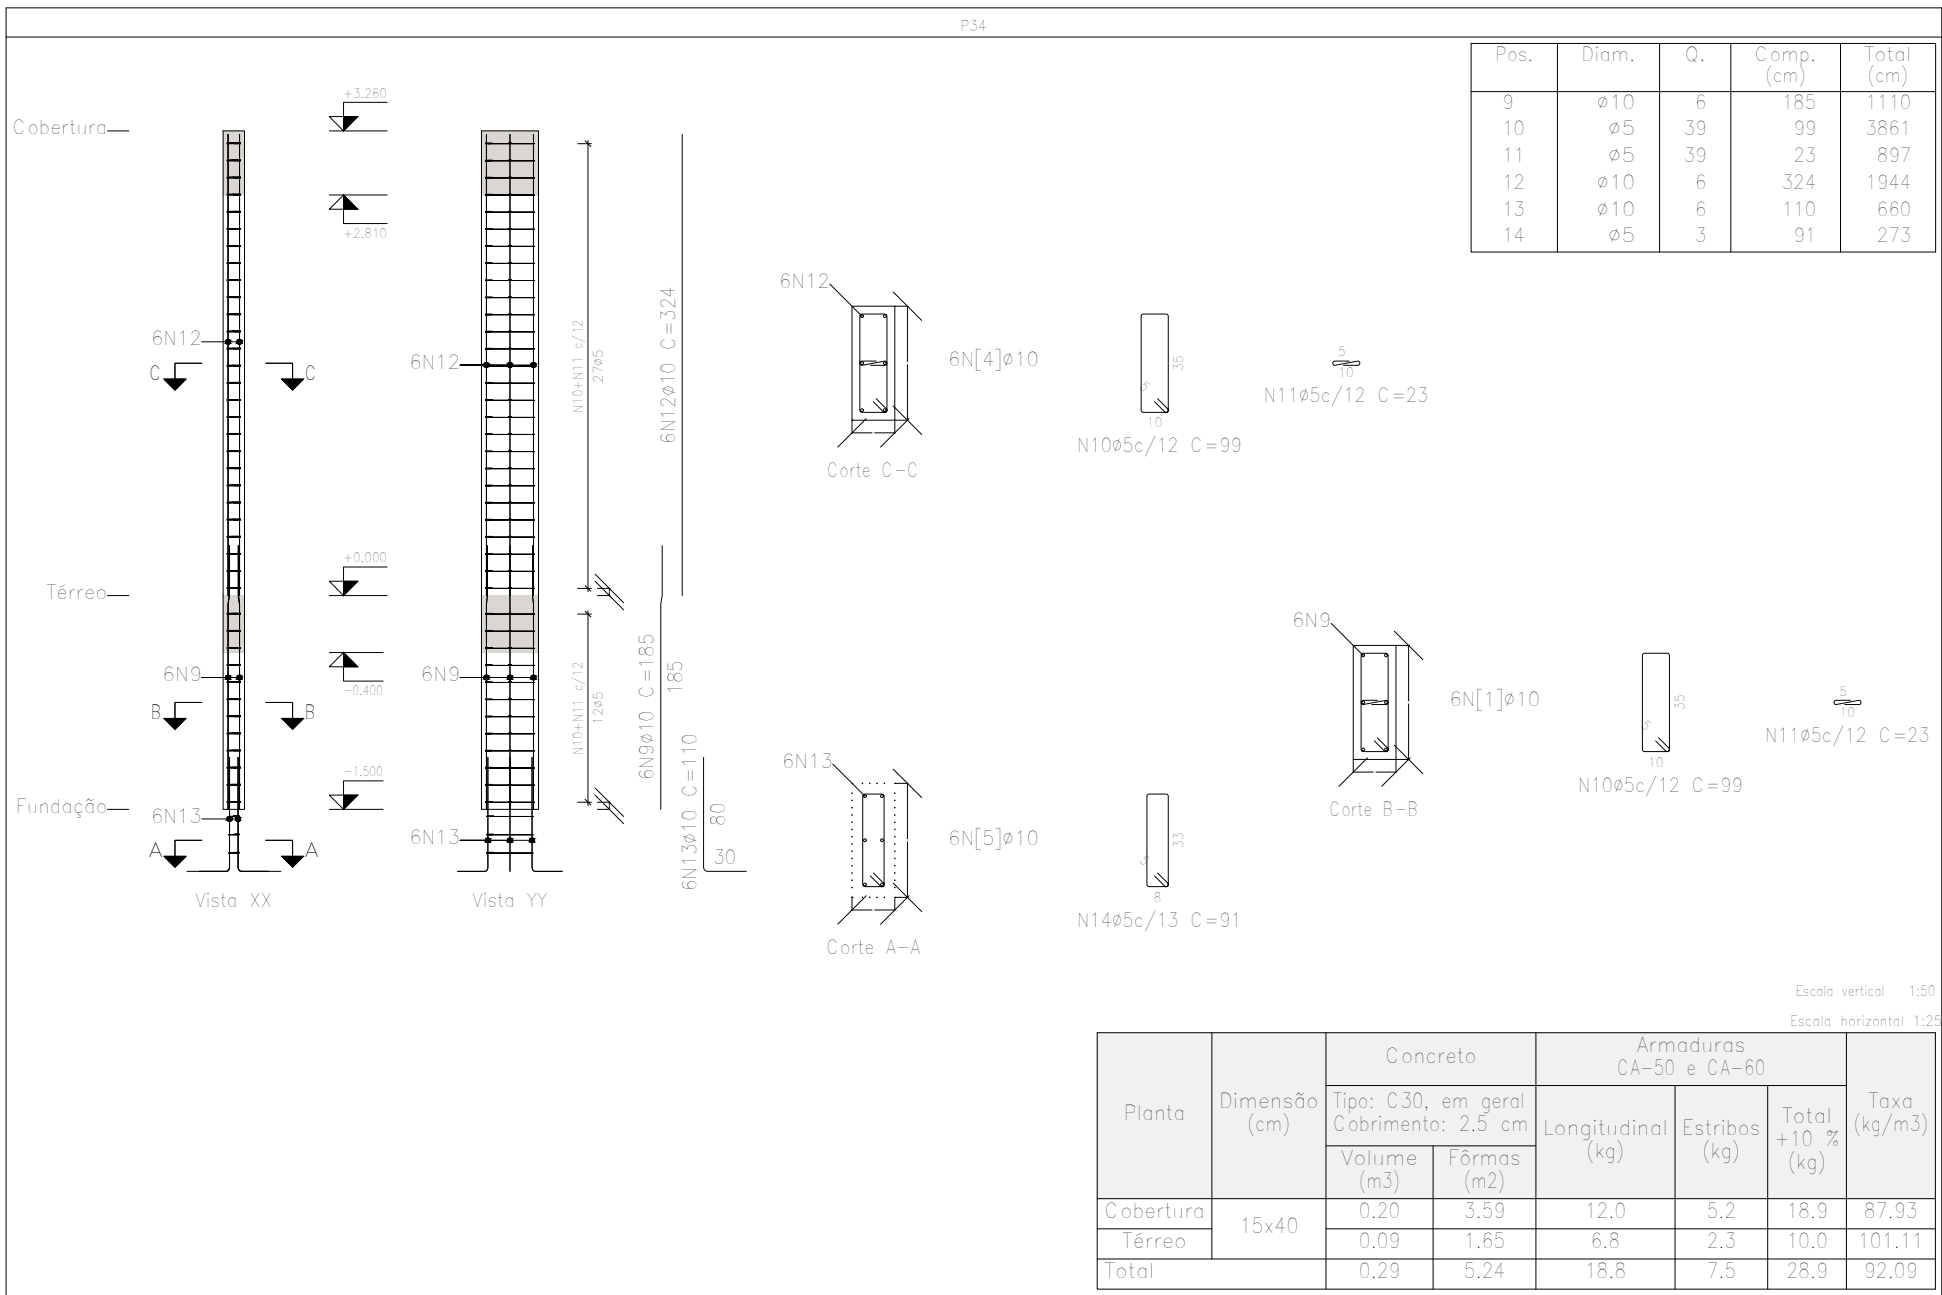 P34
Pos. Diam. Q. Comp. (cm) Total (cm)
9 ø10 6 185 1110
10 ø5 39 99 3861
11 ø5 39 23 897
12 ø10 6 324 1944
13 ø10 6 110 660
14 ø5 3 91 273
Cobertura
+3.260
+2.810
6N12
C C
6N12
N10+N11 c/12
27ø5
6N12ø10 C=324
Térreo
+0.000
-0.400
6N9
B B
6N9
N10+N11 c/12
12ø5
6N9ø10 C=185
185
Fundação
-1.500
6N13
A A
6N13
6N13ø10 C=110
80
30
Vista XX
Vista YY
6N12
6N[4]ø10
Corte C-C
5
35
10
N10ø5c/12 C=99
5
10
N11ø5c/12 C=23
6N9
6N[1]ø10
Corte B-B
5
35
10
N10ø5c/12 C=99
5
10
N11ø5c/12 C=23
6N13
6N[5]ø10
Corte A-A
5
33
8
N14ø5c/13 C=91
Escala vertical 1:50
Escala horizontal 1:25
Planta
Dimensão (cm)
Concreto
Tipo: C30, em geral
Cobrimento: 2.5 cm
Volume (m3)
Fôrmas (m2)
Armaduras
CA-50 e CA-60
Longitudinal (kg)
Estribos (kg)
Total +10 % (kg)
Taxa (kg/m3)
Cobertura 15x40 0.20 3.59 12.0 5.2 18.9 87.93
Térreo 0.09 1.65 6.8 2.3 10.0 101.11
Total 0.29 5.24 18.8 7.5 28.9 92.09